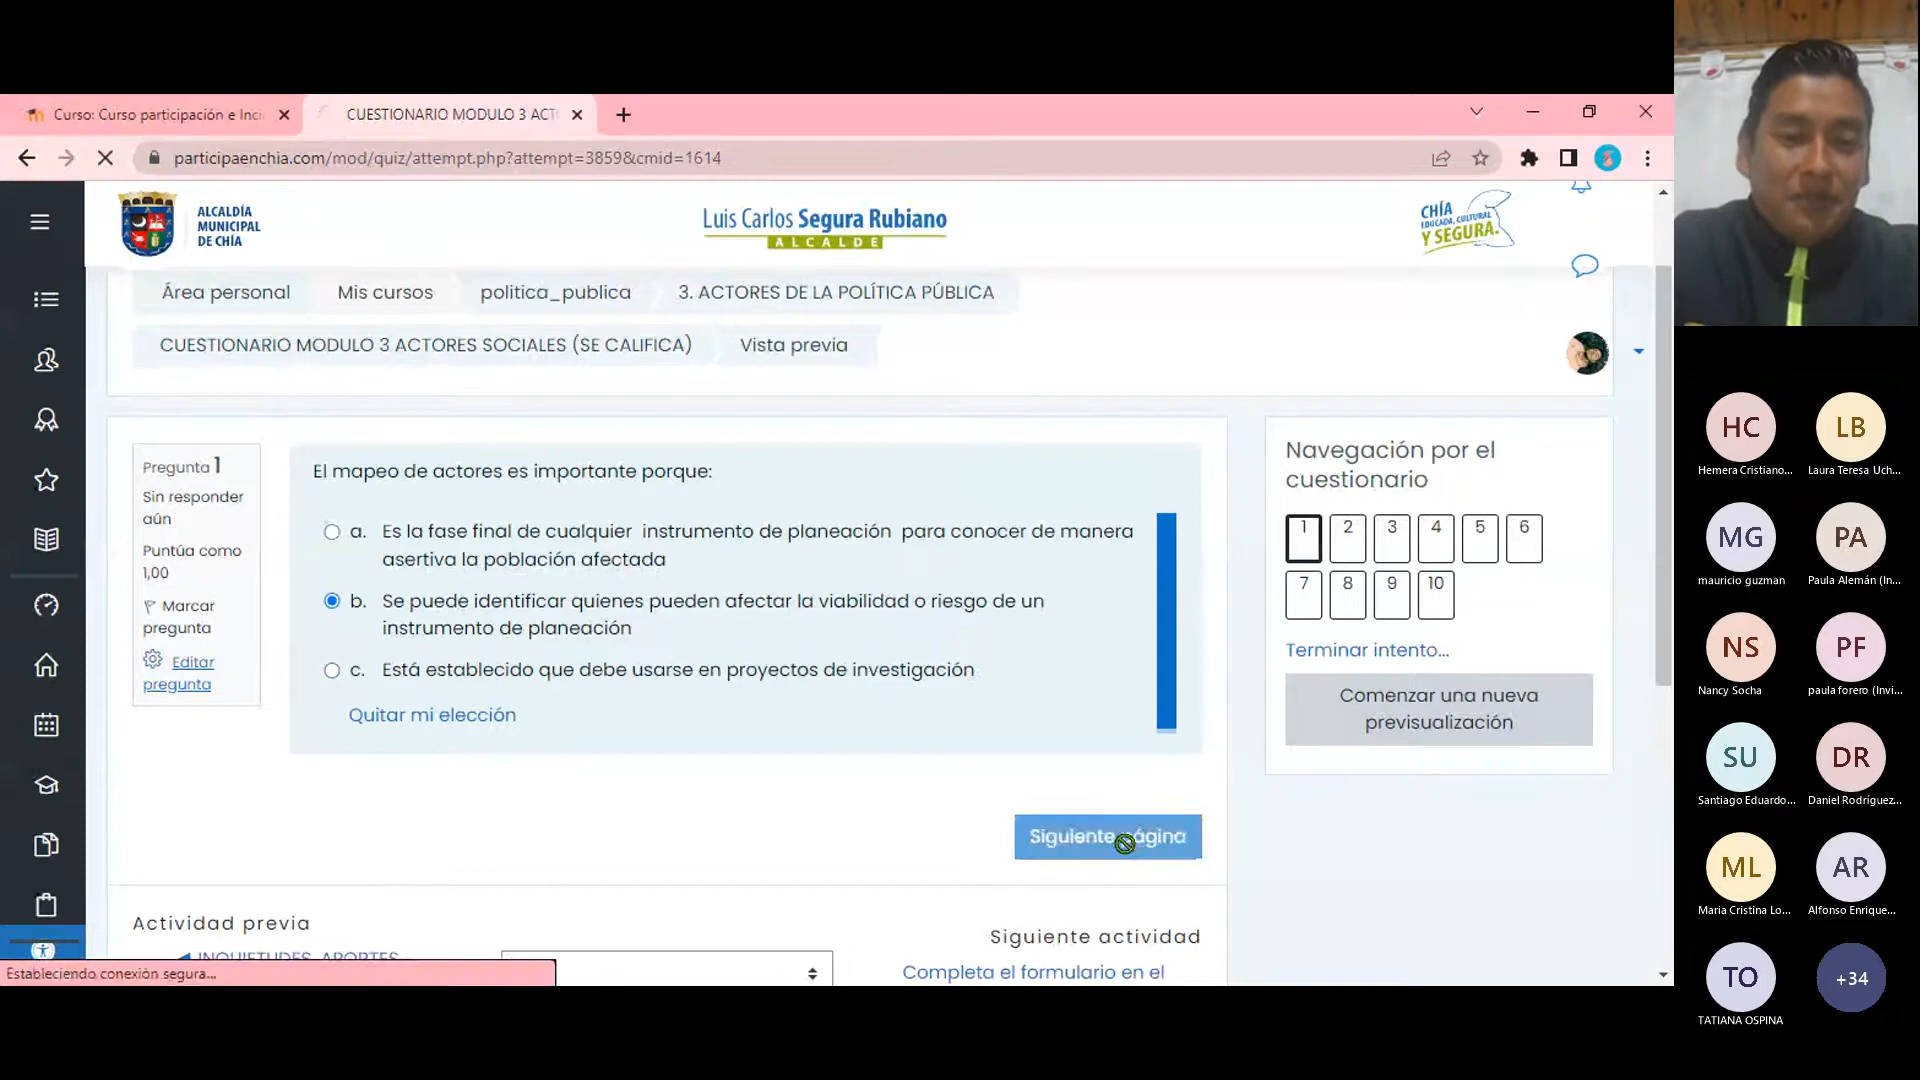 Curso: Curso participación e Inci
CUESTIONARIO MODULO 3 ACT
participaenchia.com/mod/quiz/attempt.php?attempt=3859&cmid=1614
ALCALDÍA
MUNICIPAL
DE CHÍA
Luis Carlos Segura Rubiano
ALCALDE
CHÍA
EDUCADA, CULTURAL
Y SEGURA.
Área personal
Mis cursos
politica_publica
3. ACTORES DE LA POLÍTICA PÚBLICA
CUESTIONARIO MODULO 3 ACTORES SOCIALES (SE CALIFICA)
Vista previa
Pregunta 1
Sin responder
aún
Puntúa como
1,00
Marcar
pregunta
Editar
pregunta
El mapeo de actores es importante porque:
a. Es la fase final de cualquier instrumento de planeación para conocer de manera
asertiva la población afectada
b. Se puede identificar quienes pueden afectar la viabilidad o riesgo de un
instrumento de planeación
c. Está establecido que debe usarse en proyectos de investigación
Quitar mi elección
Siguiente página
Navegación por el
cuestionario
1 2 3 4 5 6
7 8 9 10
Terminar intento...
Comenzar una nueva
previsualización
Actividad previa
INQUIETUDES, APORTES
Siguiente actividad
Completa el formulario en el
Estableciendo conexión segura...
HC
Hemera Cristiano...
LB
Laura Teresa Uch...
MG
mauricio guzman
PA
Paula Alemán (In...
NS
Nancy Socha
PF
paula forero (Invi...
SU
Santiago Eduardo...
DR
Daniel Rodríguez...
ML
Maria Cristina Lo...
AR
Alfonso Enrique...
TO
TATIANA OSPINA
+34